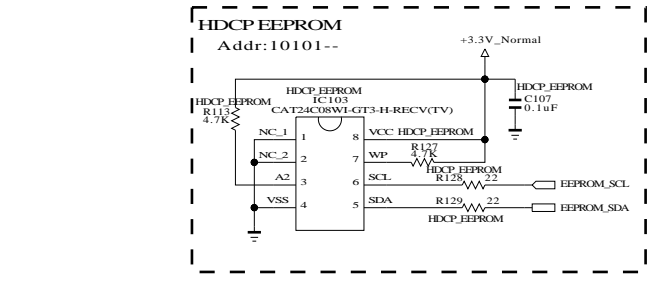 HDCP EEPROM
Addr:10101--
+3.3V_Normal
HDCP_EEPROM
HDCP_EEPROM
C107
0.1uF
HDCP_EEPROM
R113
4.7K
IC103
CAT24C08WI-GT3-H-RECV(TV)
NC_1
1
8
VCC
HDCP_EEPROM
R127
4.7K
NC_2
2
7
WP
HDCP_EEPROM
R128
22
A2
3
6
SCL
EEPROM_SCL
VSS
4
5
SDA
R129
22
EEPROM_SDA
HDCP_EEPROM